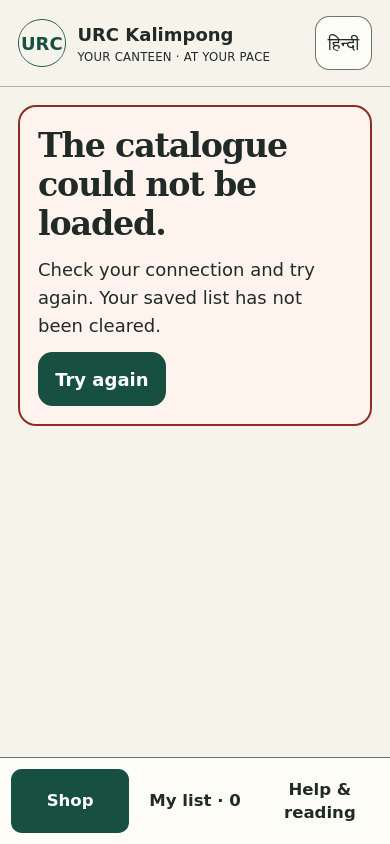 URC
URC Kalimpong
YOUR CANTEEN · AT YOUR PACE
हिन्दी
The catalogue
could not be
loaded.
Check your connection and try
again. Your saved list has not
been cleared.
Try again
Shop
My list · 0
Help &
reading